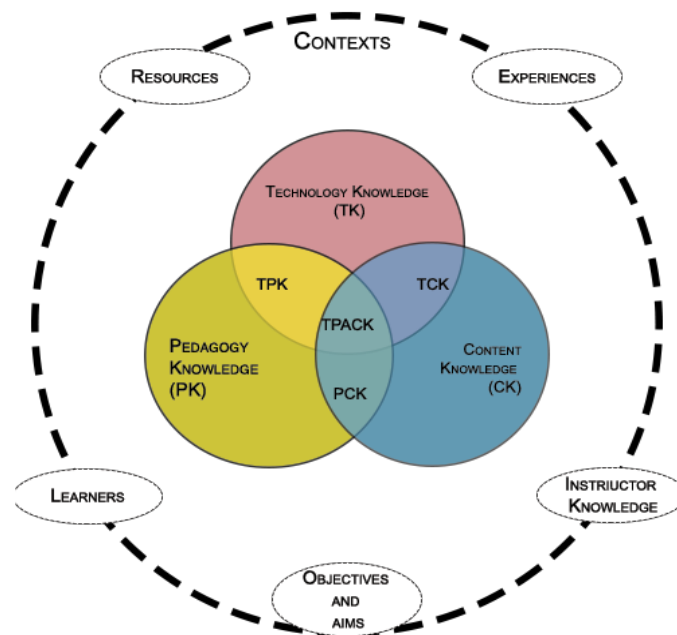 CONTEXTS
RESOURCES
EXPERIENCES
TECHNOLOGY KNOWLEDGE
(TK)
TPK
TCK
TPACK
PEDAGOGY
KNOWLEDGE
(PK)
CONTENT
KNOWLEDGE
(CK)
PCK
LEARNERS
INSTRIUCTOR
KNOWLEDGE
OBJECTIVES
AND
AIMS